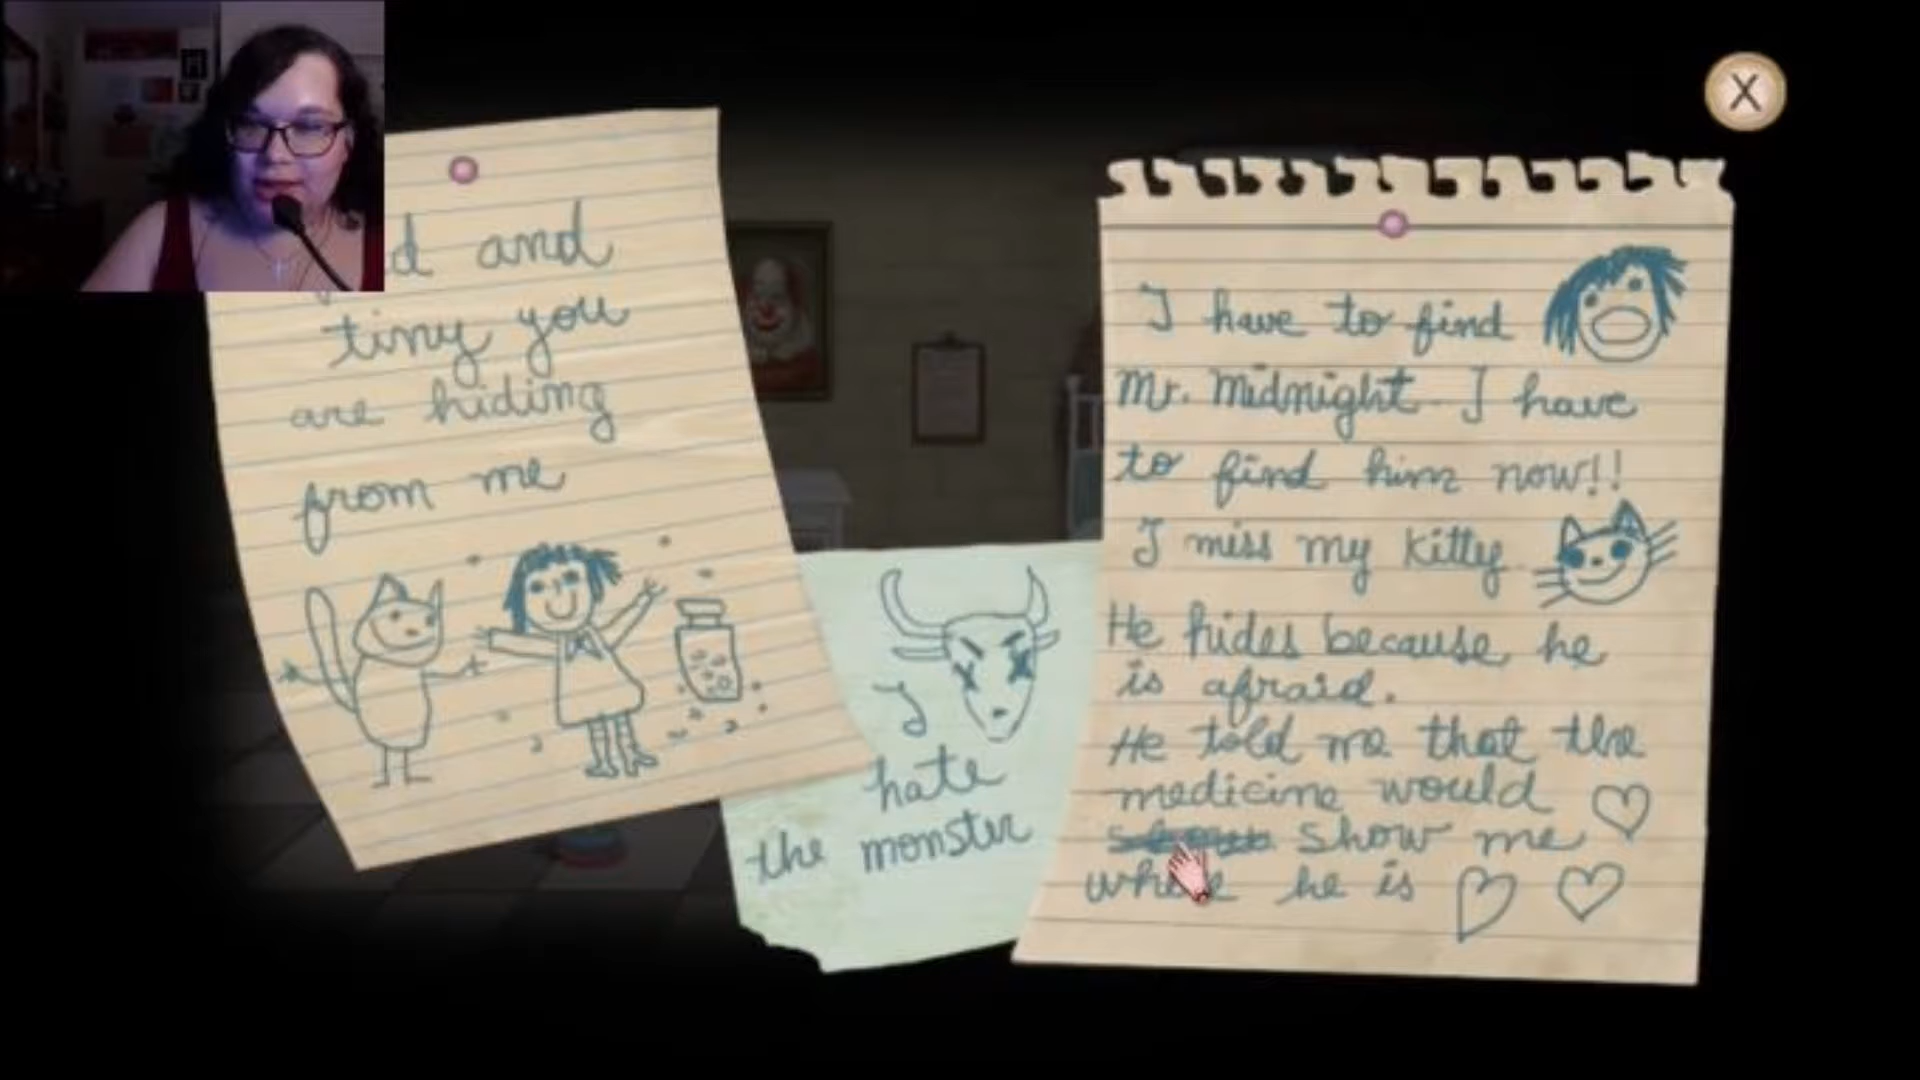 and
tiny you
are hiding
from me
I
hate
the monster
I have to find
Mr. Midnight I have
to find him now!!
I miss my Kitty
He hides because he
is afraid.
He told me that the
medicine would
show me
where he is
X